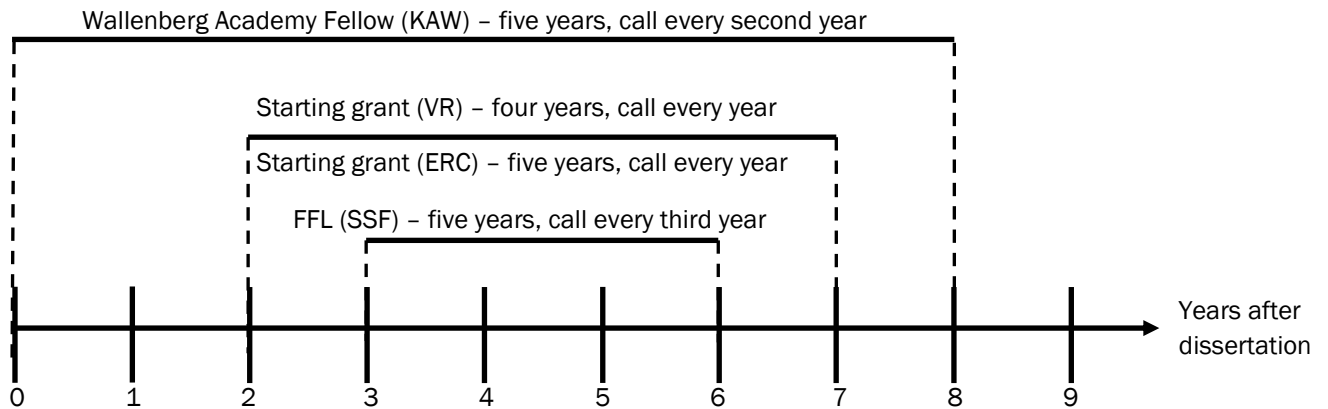 Wallenberg Academy Fellow (KAW) – five years, call every second year
Starting grant (VR) – four years, call every year
Starting grant (ERC) – five years, call every year
FFL (SSF) – five years, call every third year
Years after
dissertation
0 1 2 3 4 5 6 7 8 9